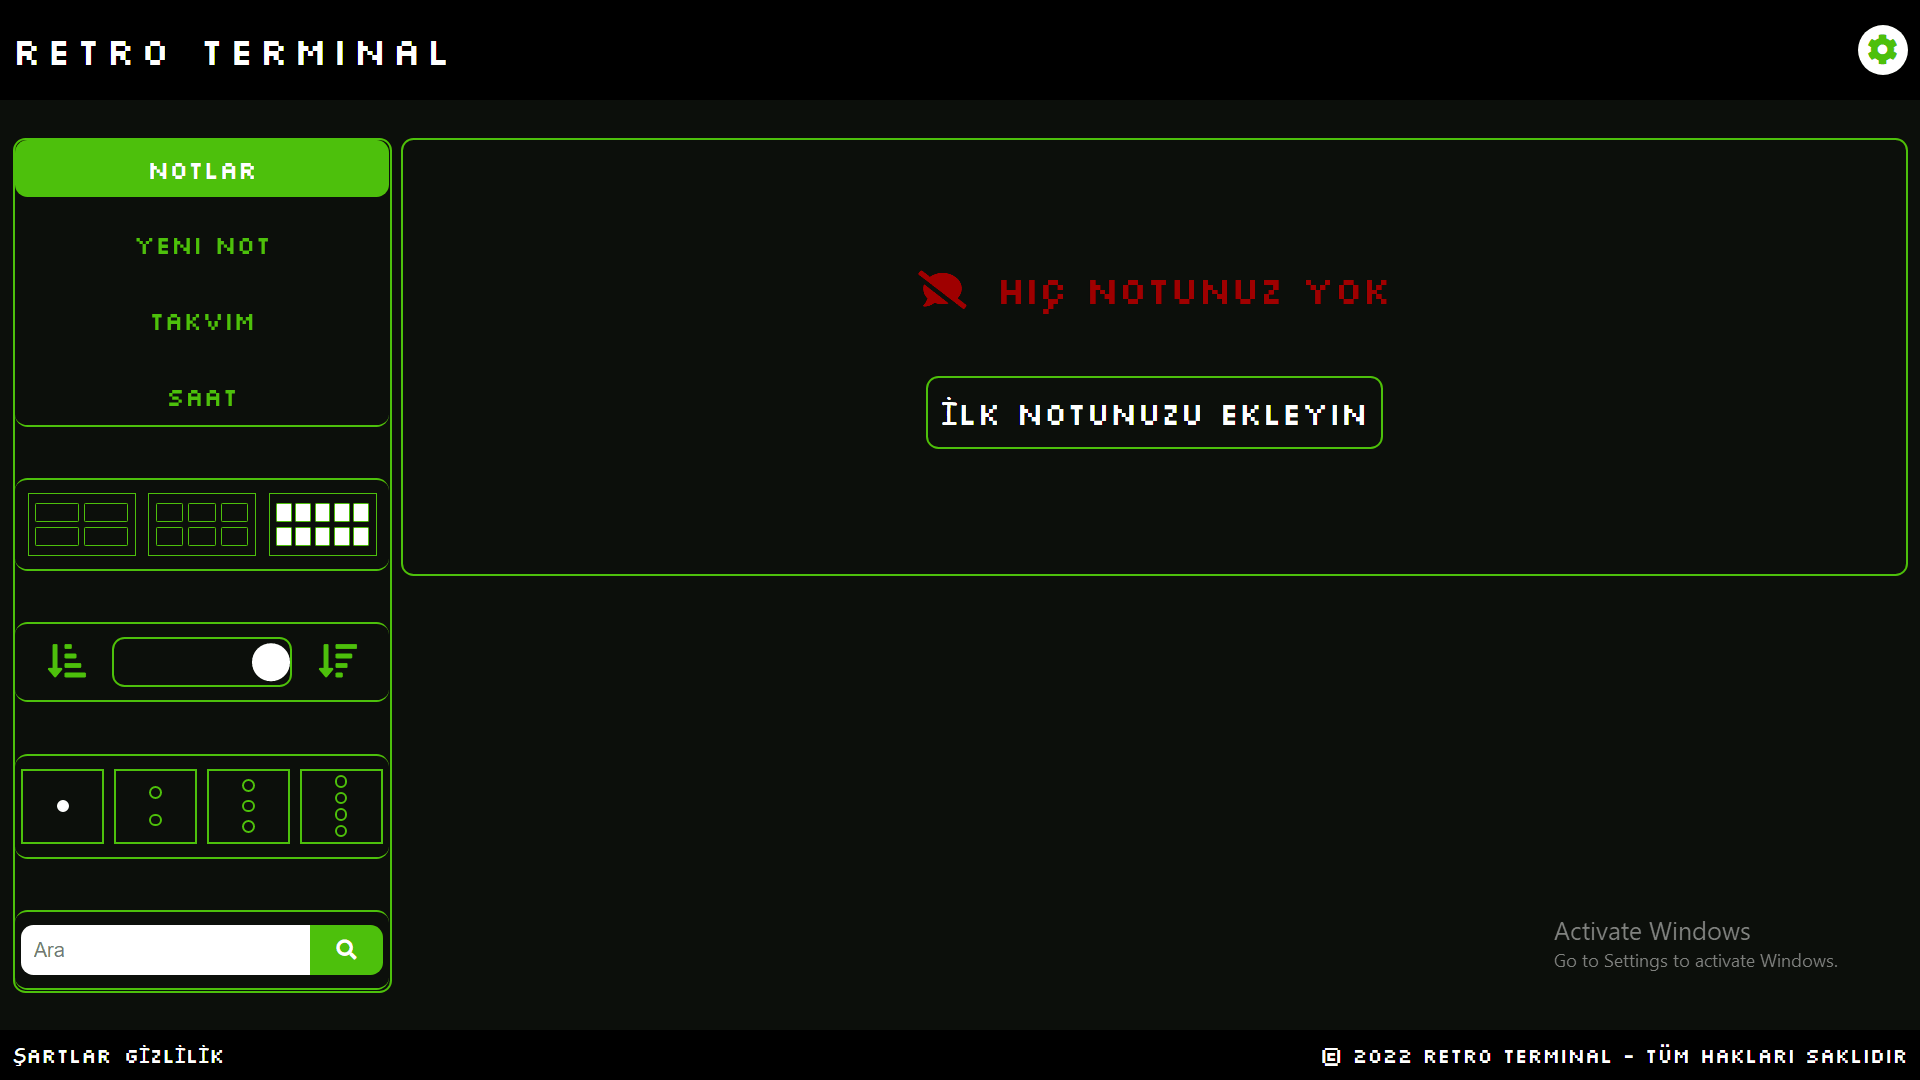 RETRO TERMINAL
NOTLAR
YENI NOT
TAKVIM
SAAT
HIÇ NOTUNUZ YOK
İLK NOTUNUZU EKLEYIN
Ara
Activate Windows
Go to Settings to activate Windows.
ŞARTLAR GİZLİLİK
© 2022 RETRO TERMINAL - TÜM HAKLARI SAKLIDIR